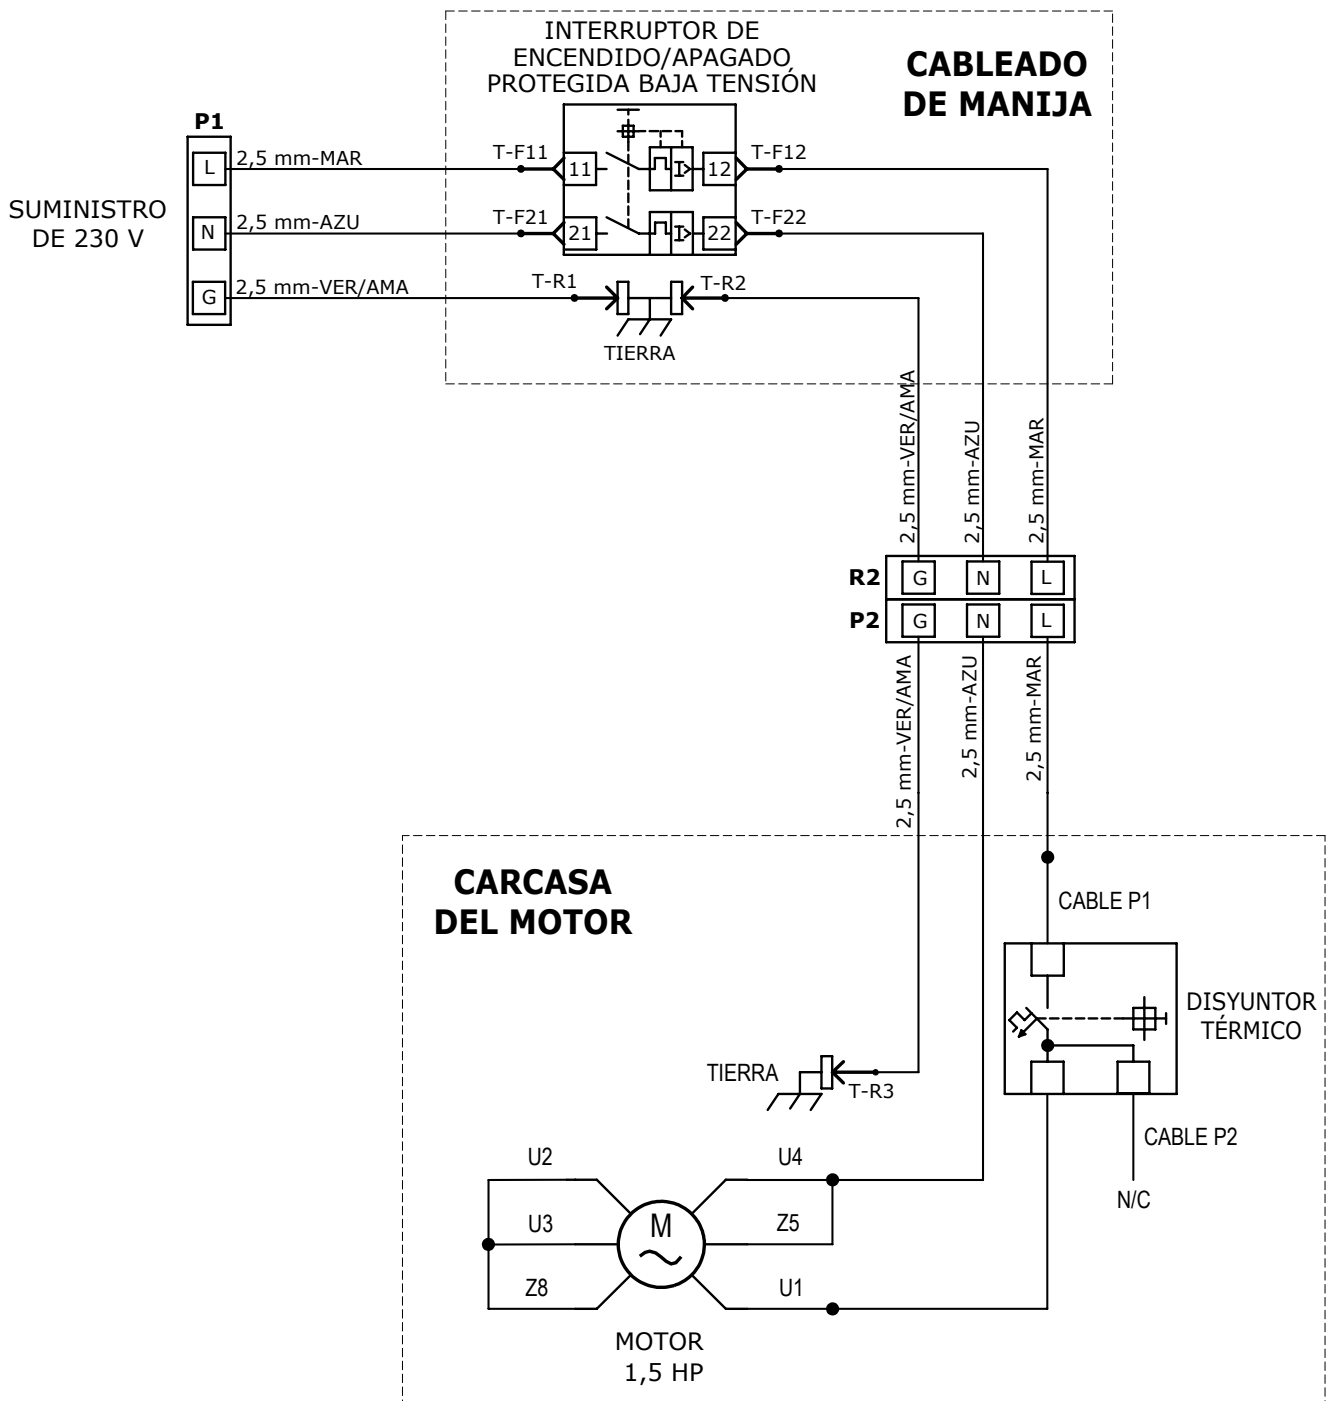 INTERRUPTOR DE
ENCENDIDO/APAGADO
PROTEGIDA BAJA TENSIÓN
CABLEADO
DE MANIJA
P1
L
2,5 mm-MAR
T-F11
11
12
T-F12
SUMINISTRO
DE 230 V
N
2,5 mm-AZU
T-F21
21
22
T-F22
G
2,5 mm-VER/AMA
T-R1
T-R2
TIERRA
2,5 mm-VER/AMA
2,5 mm-AZU
2,5 mm-MAR
R2
G
N
L
P2
G
N
L
2,5 mm-VER/AMA
2,5 mm-AZU
2,5 mm-MAR
CARCASA
DEL MOTOR
CABLE P1
DISYUNTOR
TÉRMICO
TIERRA
T-R3
CABLE P2
N/C
U2
U4
U3
M
Z5
Z8
U1
MOTOR
1,5 HP